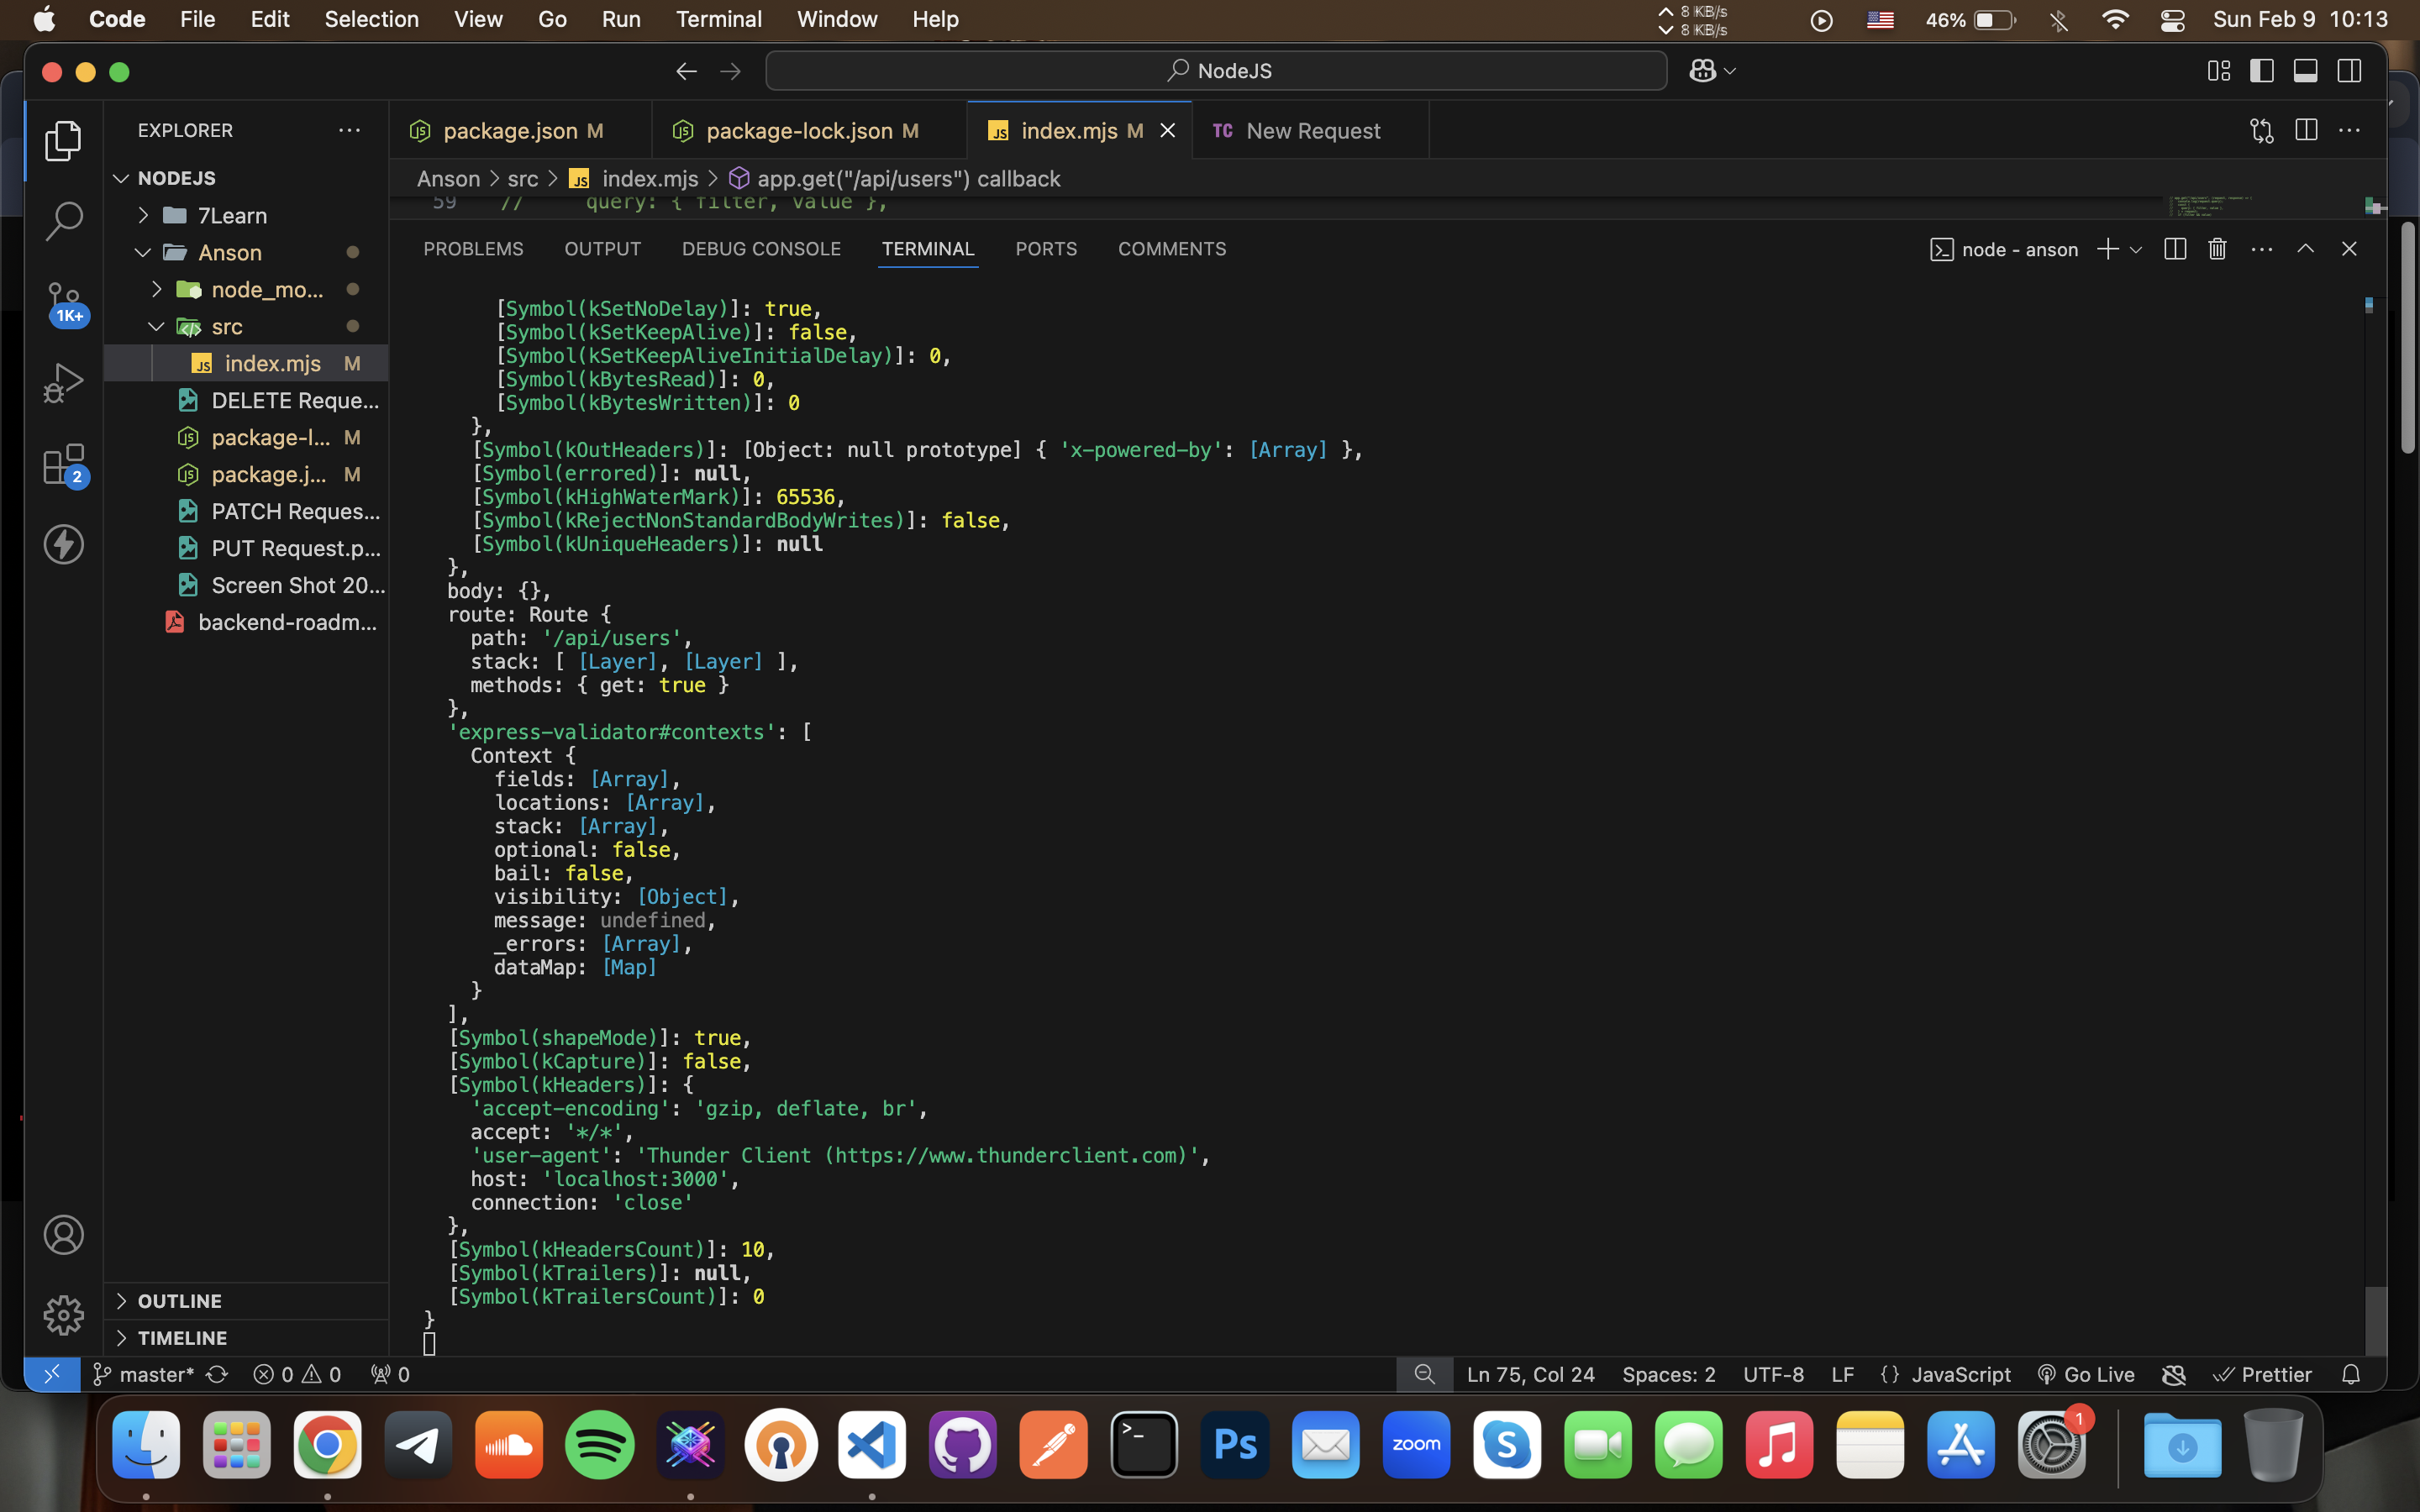 Code File Edit Selection View Go Run Terminal Window Help 8 KB/s 8 KB/s 46% Sun Feb 9 10:13
NodeJS
EXPLORER
package.json M package-lock.json M index.mjs M New Request
TC
NODEJS
Anson > src > index.mjs > app.get("/api/users") callback
59 // query: { filter, value },
7Learn
Anson
node_mo...
src
index.mjs M
DELETE Reque...
package-l... M
package.j... M
PATCH Reques...
PUT Request.p...
Screen Shot 20...
backend-roadm...
1K+
2
PROBLEMS OUTPUT DEBUG CONSOLE TERMINAL PORTS COMMENTS node - anson
[Symbol(kSetNoDelay)]: true,
[Symbol(kSetKeepAlive)]: false,
[Symbol(kSetKeepAliveInitialDelay)]: 0,
[Symbol(kBytesRead)]: 0,
[Symbol(kBytesWritten)]: 0
},
[Symbol(kOutHeaders)]: [Object: null prototype] { 'x-powered-by': [Array] },
[Symbol(errored)]: null,
[Symbol(kHighWaterMark)]: 65536,
[Symbol(kRejectNonStandardBodyWrites)]: false,
[Symbol(kUniqueHeaders)]: null
},
body: {},
route: Route {
path: '/api/users',
stack: [ [Layer], [Layer] ],
methods: { get: true }
},
'express-validator#contexts': [
Context {
fields: [Array],
locations: [Array],
stack: [Array],
optional: false,
bail: false,
visibility: [Object],
message: undefined,
_errors: [Array],
dataMap: [Map]
}
],
[Symbol(shapeMode)]: true,
[Symbol(kCapture)]: false,
[Symbol(kHeaders)]: {
'accept-encoding': 'gzip, deflate, br',
accept: '*/*',
'user-agent': 'Thunder Client (https://www.thunderclient.com)',
host: 'localhost:3000',
connection: 'close'
},
[Symbol(kHeadersCount)]: 10,
[Symbol(kTrailers)]: null,
[Symbol(kTrailersCount)]: 0
}
OUTLINE
TIMELINE
master* 0 0 0 Ln 75, Col 24 Spaces: 2 UTF-8 LF {} JavaScript Go Live Prettier
Ps zoom 1